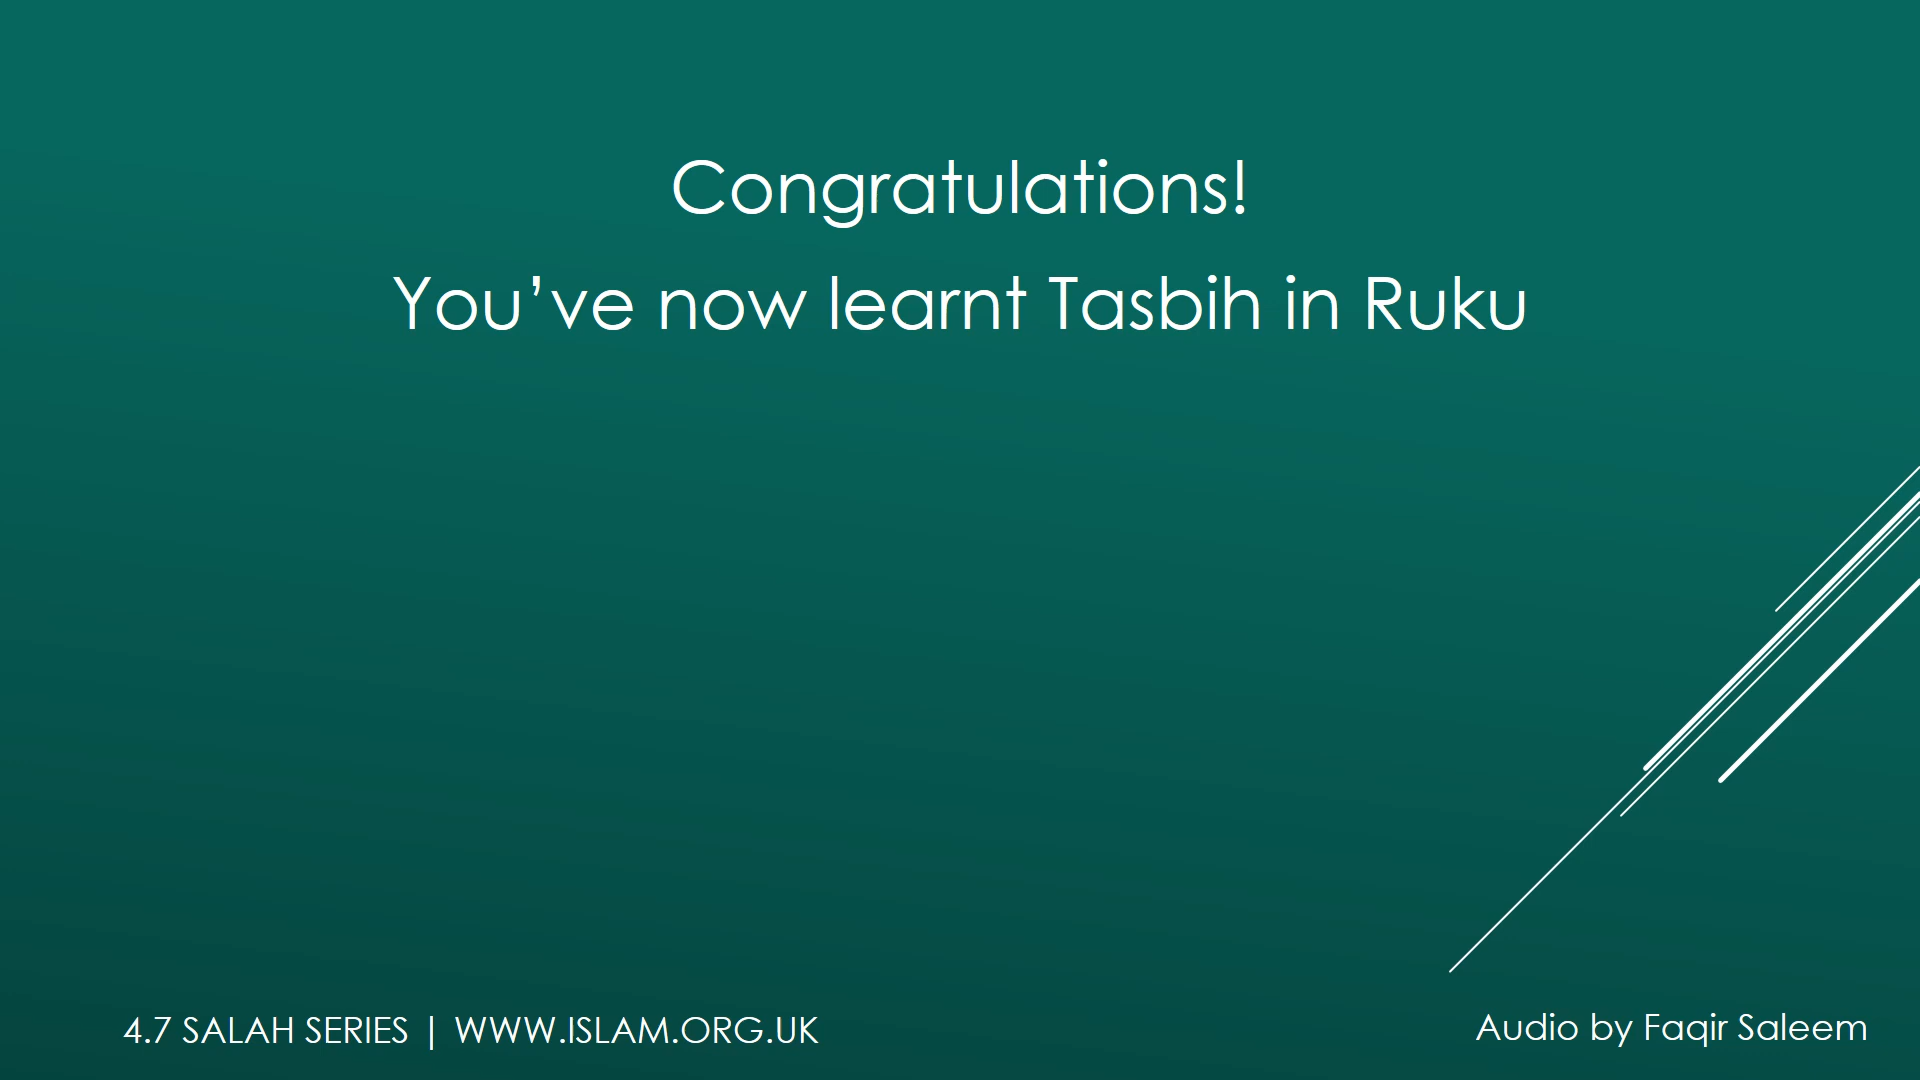 Congratulations!
You’ve now learnt Tasbih in Ruku
4.7 SALAH SERIES | WWW.ISLAM.ORG.UK
Audio by Faqir Saleem